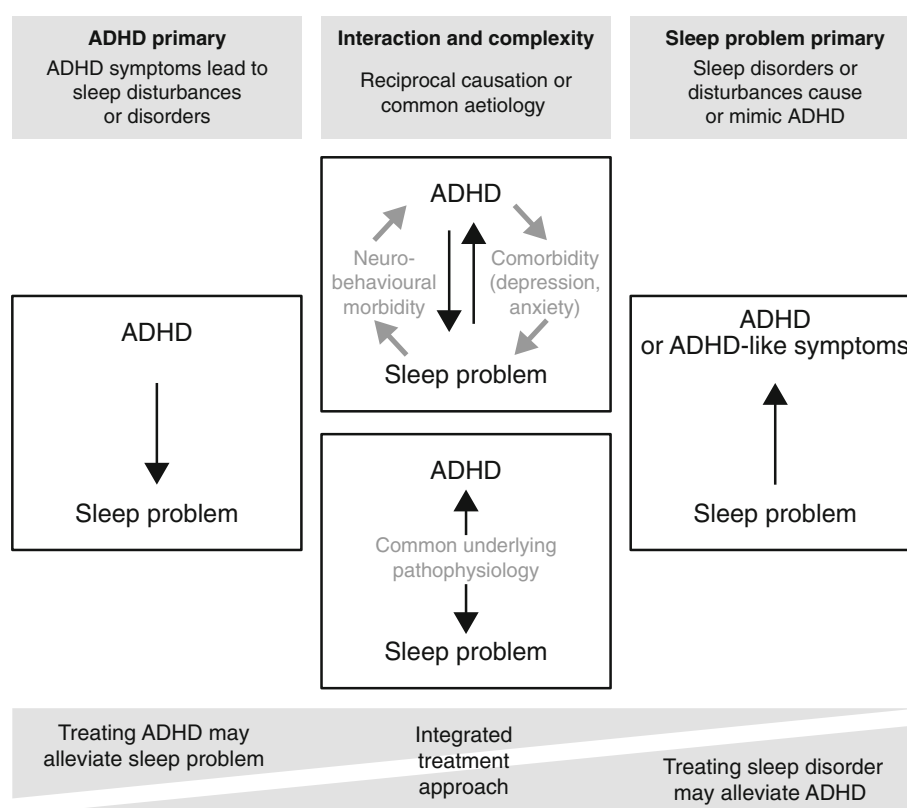 ADHD primary
ADHD symptoms lead to
sleep disturbances
or disorders
Interaction and complexity
Reciprocal causation or
common aetiology
Sleep problem primary
Sleep disorders or
disturbances cause
or mimic ADHD
ADHD
Sleep problem
ADHD
Neuro-
behavioural
morbidity
Comorbidity
(depression,
anxiety)
Sleep problem
ADHD
Common underlying
pathophysiology
Sleep problem
ADHD
or ADHD-like symptoms
Sleep problem
Treating ADHD may
alleviate sleep problem
Integrated
treatment
approach
Treating sleep disorder
may alleviate ADHD